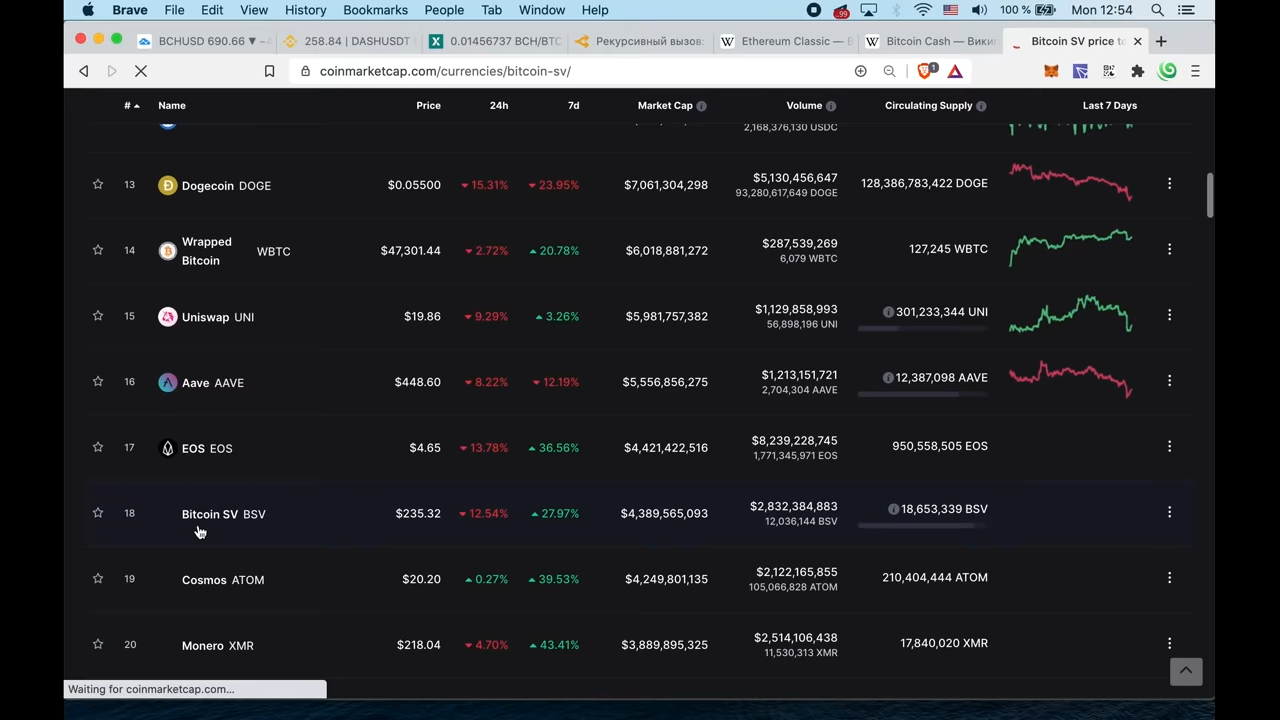 Brave File Edit View History Bookmarks People Tab Window Help .99 100 % Mon 12:54
BCHUSD 690.66 ▼ −4 258.84 | DASHUSDT 0.01456737 BCH/BTC Рекурсивный вызов: Ethereum Classic — В Bitcoin Cash — Вики Bitcoin SV price to
coinmarketcap.com/currencies/bitcoin-sv/ 1
# Name Price 24h 7d Market Cap Volume Circulating Supply Last 7 Days
2,168,376,130 USDC
13 Dogecoin DOGE $0.05500 15.31% 23.95% $7,061,304,298 $5,130,456,647 128,386,783,422 DOGE
93,280,617,649 DOGE
14 Wrapped Bitcoin WBTC $47,301.44 2.72% 20.78% $6,018,881,272 $287,539,269 127,245 WBTC
6,079 WBTC
15 Uniswap UNI $19.86 9.29% 3.26% $5,981,757,382 $1,129,858,993 301,233,344 UNI
56,898,196 UNI
16 Aave AAVE $448.60 8.22% 12.19% $5,556,856,275 $1,213,151,721 12,387,098 AAVE
2,704,304 AAVE
17 EOS EOS $4.65 13.78% 36.56% $4,421,422,516 $8,239,228,745 950,558,505 EOS
1,771,345,971 EOS
18 Bitcoin SV BSV $235.32 12.54% 27.97% $4,389,565,093 $2,832,384,883 18,653,339 BSV
12,036,144 BSV
19 Cosmos ATOM $20.20 0.27% 39.53% $4,249,801,135 $2,122,165,855 210,404,444 ATOM
105,066,828 ATOM
20 Monero XMR $218.04 4.70% 43.41% $3,889,895,325 $2,514,106,438 17,840,020 XMR
11,530,313 XMR
Waiting for coinmarketcap.com...